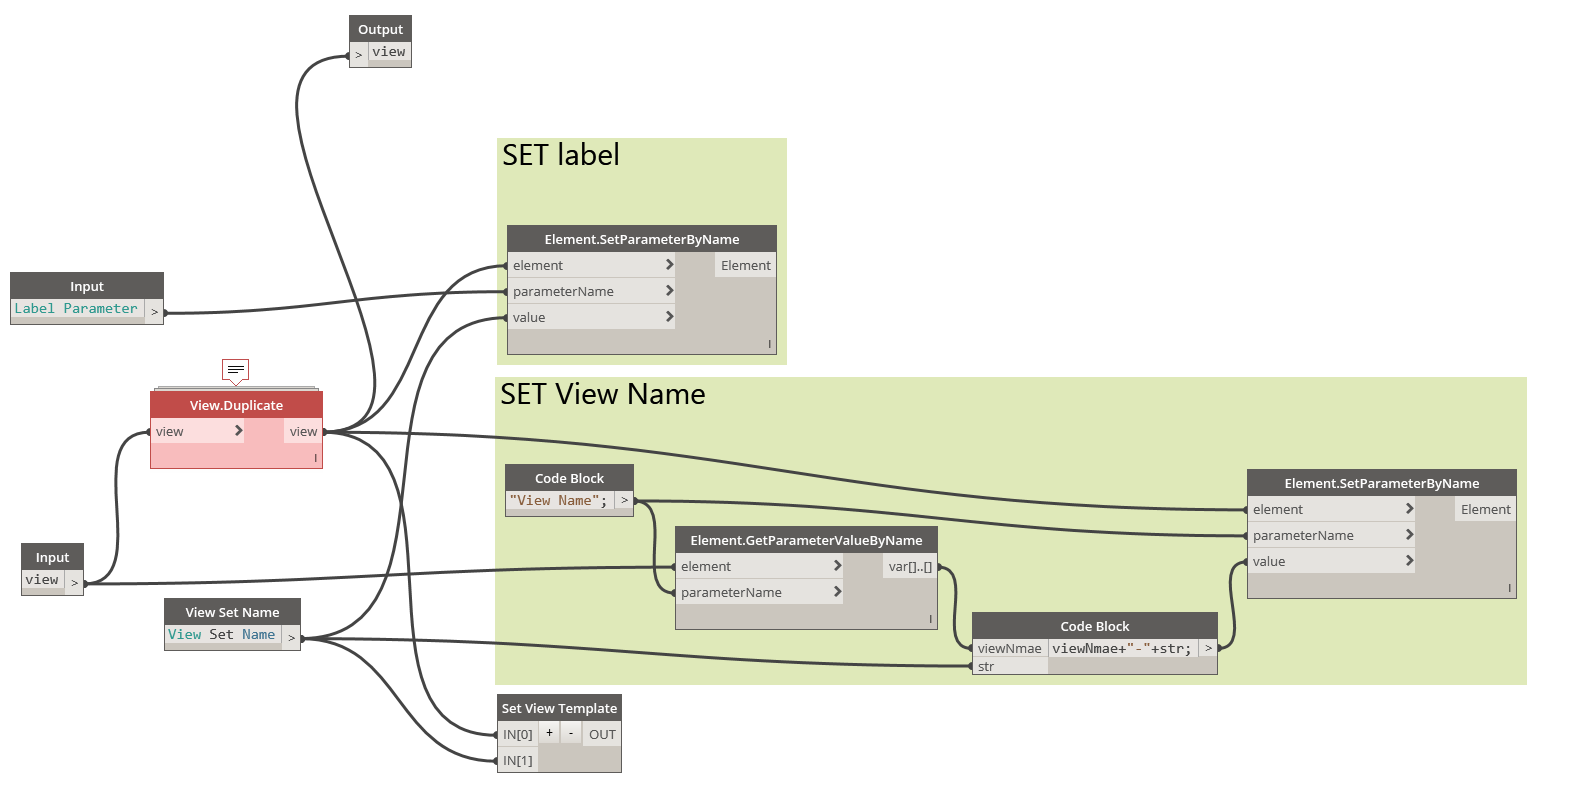 Output
> view
SET label
Element.SetParameterByName
element > Element
parameterName >
value >
l
Input
Label Parameter >
View.Duplicate
view > view
l
SET View Name
Code Block
"View Name"; >
Element.GetParameterValueByName
element > var[]..[]
parameterName >
l
Element.SetParameterByName
element > Element
parameterName >
value >
l
Input
view >
View Set Name
View Set Name >
Code Block
viewNmae viewNmae+"-"+str; >
str
Set View Template
IN[0] + - OUT
IN[1]